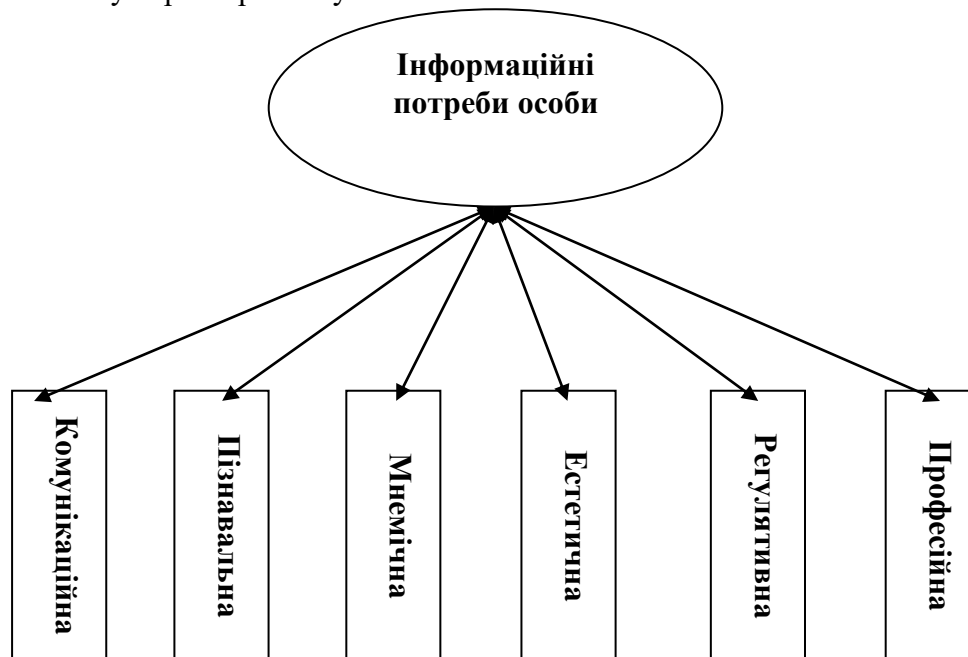 Інформаційні
потреби особи
Комунікаційна
Пізнавальна
Мнемічна
Естетична
Регулятивна
Професійна